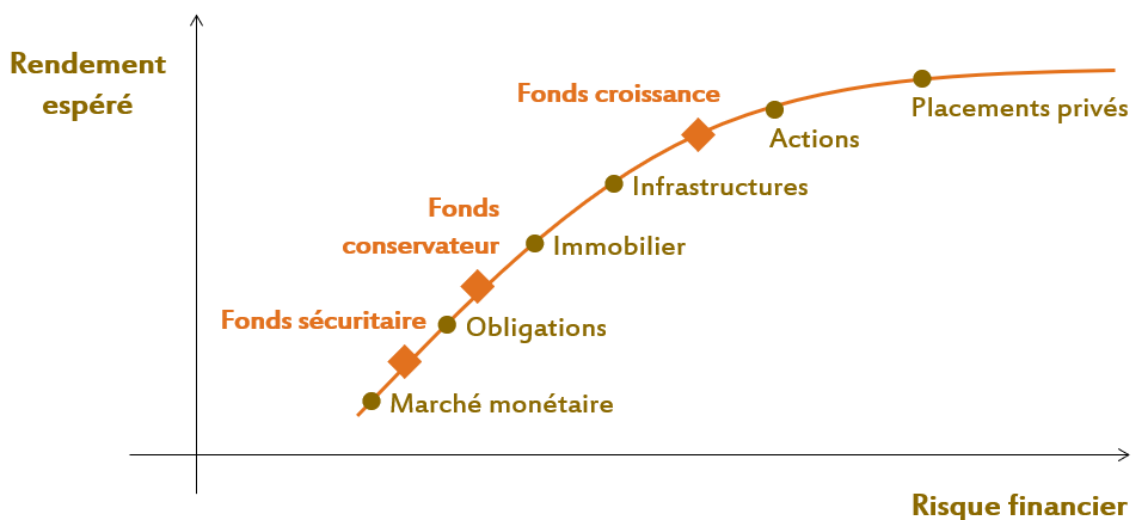 Rendement
espéré
Fonds croissance
Placements privés
Actions
Infrastructures
Fonds
conservateur
Immobilier
Fonds sécuritaire
Obligations
Marché monétaire
Risque financier